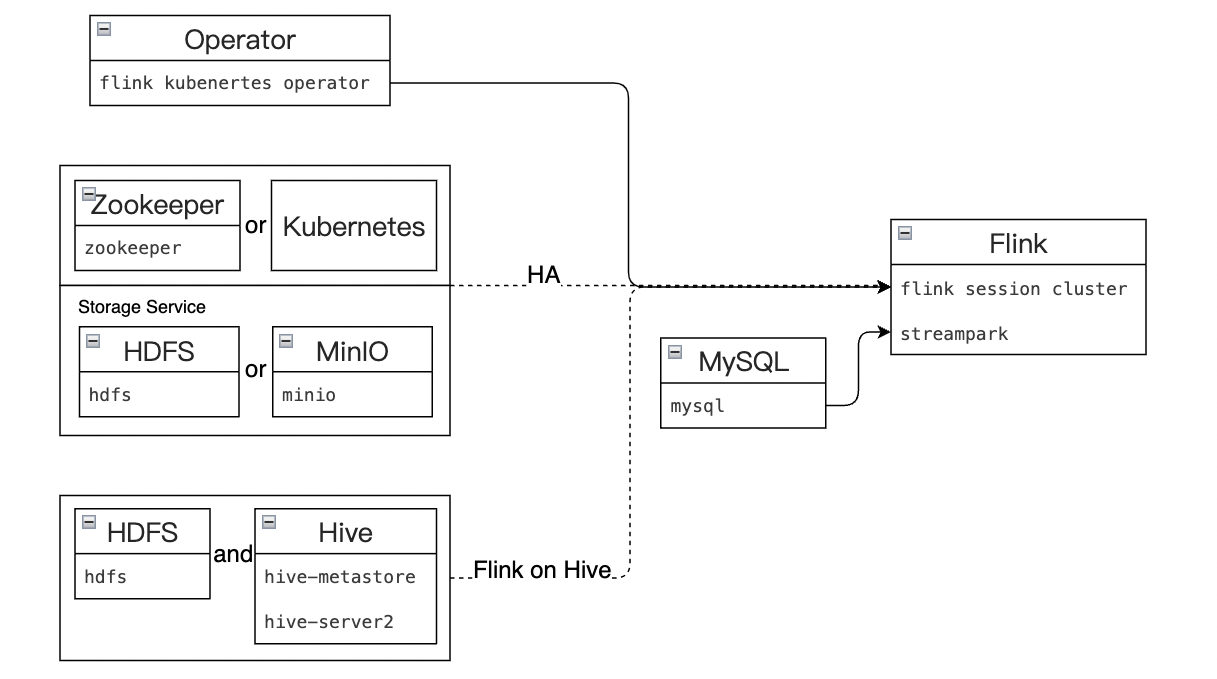 Operator
flink kubenertes operator
Zookeeper
zookeeper
or
Kubernetes
HA
Storage Service
HDFS
hdfs
or
MinIO
minio
HDFS
hdfs
and
Hive
hive-metastore
hive-server2
Flink on Hive
MySQL
mysql
Flink
flink session cluster
streampark